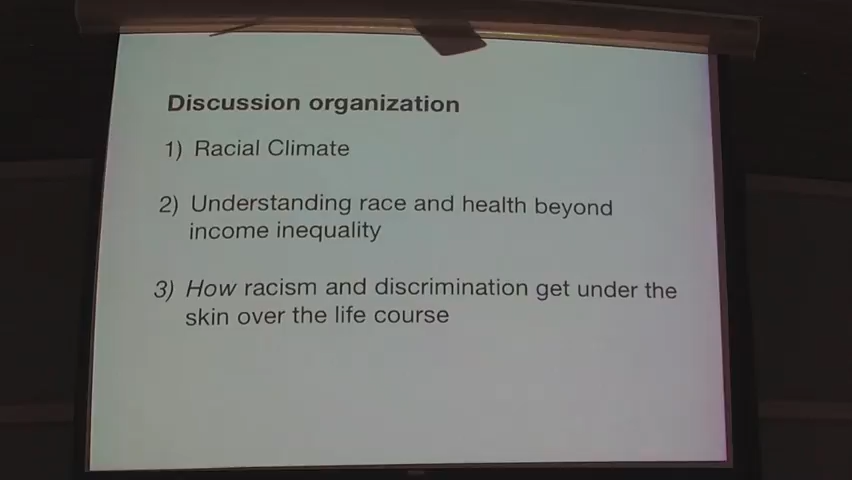 Discussion organization
1) Racial Climate
2) Understanding race and health beyond
income inequality
3) How racism and discrimination get under the
skin over the life course